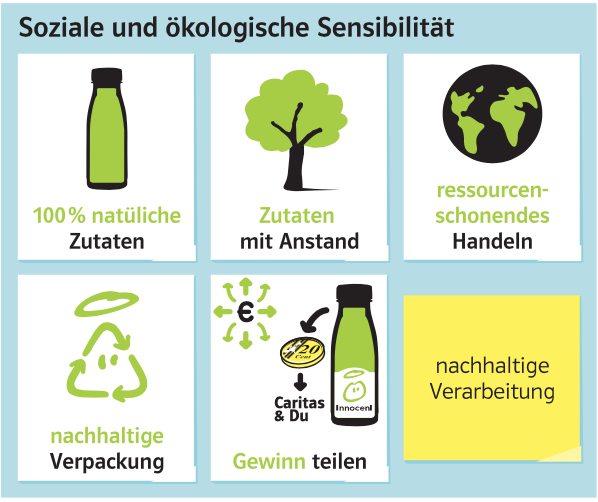 Soziale und ökologische Sensibilität
100 % natüliche
Zutaten
Zutaten
mit Anstand
ressourcen-
schonendes
Handeln
nachhaltige
Verpackung
€
20
Cent
Caritas
& Du
innocent
Gewinn teilen
nachhaltige
Verarbeitung